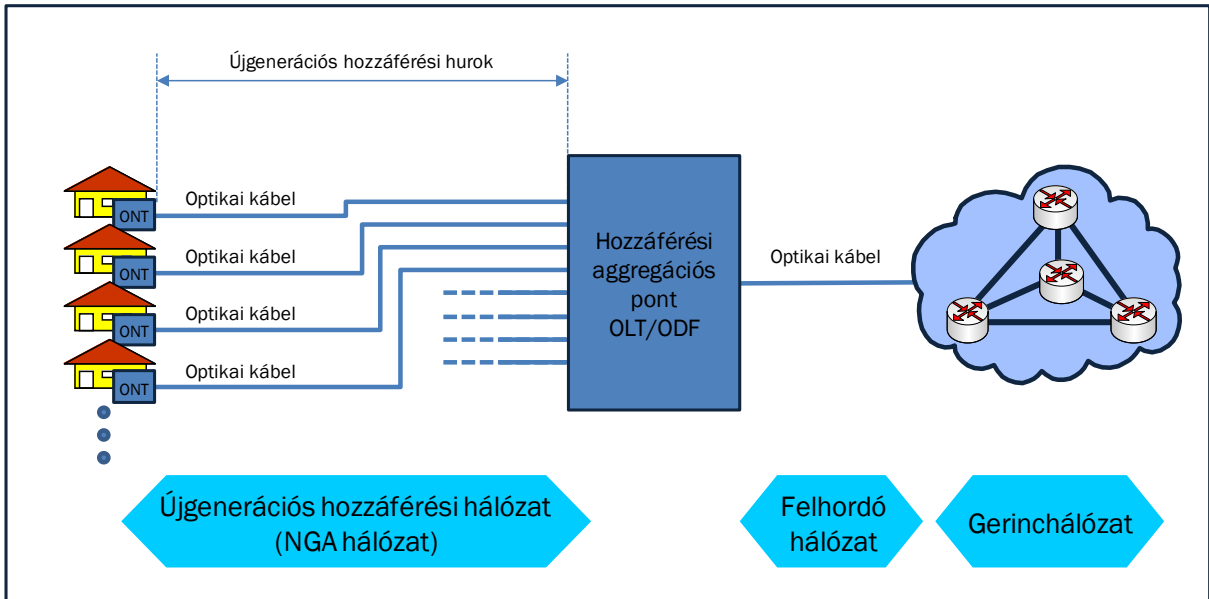 Újgenerációs hozzáférési hurok
Optikai kábel
ONT
Optikai kábel
ONT
Optikai kábel
ONT
Optikai kábel
ONT
Hozzáférési
aggregációs
pont
OLT/ODF
Optikai kábel
Újgenerációs hozzáférési hálózat
(NGA hálózat)
Felhordó
hálózat
Gerinchálózat